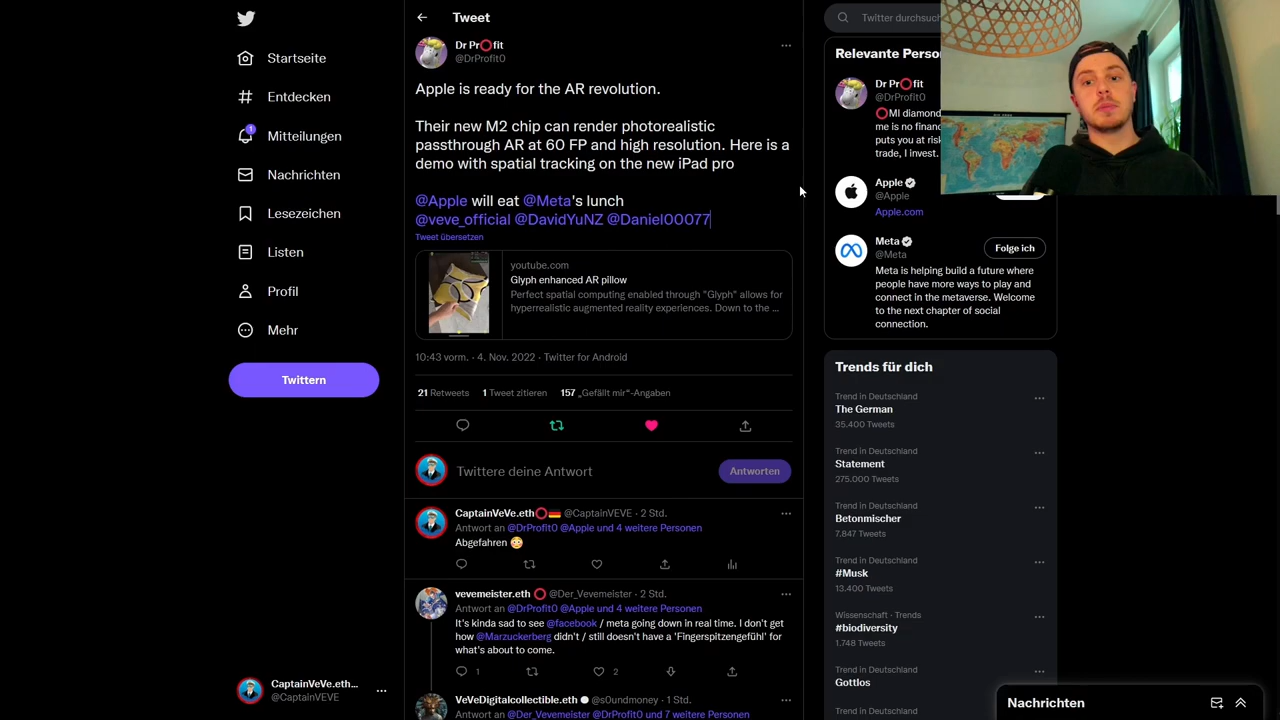 Startseite
Entdecken
1
Mitteilungen
Nachrichten
Lesezeichen
Listen
Profil
Mehr
Twittern
CaptainVeVe.eth...
@CaptainVEVE
Tweet
Dr Pr⭕fit
@DrProfit0
Apple is ready for the AR revolution.
Their new M2 chip can render photorealistic
passthrough AR at 60 FP and high resolution. Here is a
demo with spatial tracking on the new iPad pro
@Apple will eat @Meta's lunch
@veve_official @DavidYuNZ @Daniel00077
Tweet übersetzen
youtube.com
Glyph enhanced AR pillow
Perfect spatial computing enabled through "Glyph" allows for
hyperrealistic augmented reality experiences. Down to the ...
10:43 vorm. · 4. Nov. 2022 · Twitter for Android
21 Retweets 1 Tweet zitieren 157 „Gefällt mir“-Angaben
Twittere deine Antwort
Antworten
CaptainVeVe.eth⭕🇩🇪 @CaptainVEVE · 2 Std.
Antwort an @DrProfit0 @Apple und 4 weitere Personen
Abgefahren 😳
vevemeister.eth ⭕ @Der_Vevemeister · 2 Std.
Antwort an @DrProfit0 @Apple und 4 weitere Personen
It's kinda sad to see @facebook / meta going down in real time. I don't get
how @Marzuckerberg didn't / still doesn't have a 'Fingerspitzengefühl' for
what's about to come.
1 2
VeVeDigitalcollectible.eth @s0undmoney · 1 Std.
Antwort an @Der_Vevemeister @DrProfit0 und 7 weitere Personen
Twitter durchsuch
Relevante Perso
Dr Pr⭕fit
@DrProfit0
⭕MI diamond
me is no financ
puts you at risk
trade, I invest.
Apple
@Apple
Apple.com
Meta
@Meta
Folge ich
Meta is helping build a future where
people have more ways to play and
connect in the metaverse. Welcome
to the next chapter of social
connection.
Trends für dich
Trend in Deutschland
The German
35.400 Tweets
Trend in Deutschland
Statement
275.000 Tweets
Trend in Deutschland
Betonmischer
7.847 Tweets
Trend in Deutschland
#Musk
13.400 Tweets
Wissenschaft · Trends
#biodiversity
1.748 Tweets
Trend in Deutschland
Gottlos
Trend in Deutschland
Nachrichten